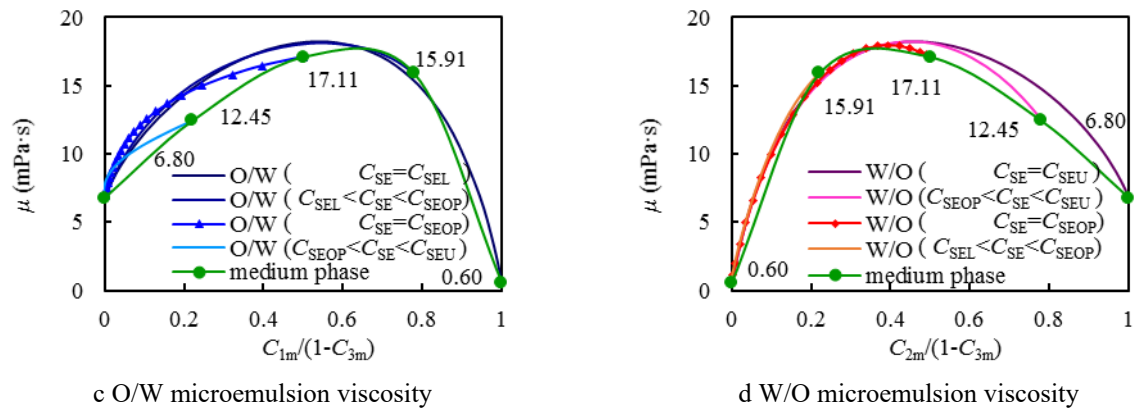 20
15
10
5
0
μ (mPa·s)
15.91
17.11
12.45
6.80
O/W ( CSE=CSEL )
O/W ( CSEL<CSE<CSEOP)
O/W ( CSE=CSEOP )
O/W (CSEOP<CSE<CSEU )
medium phase
0.60
0 0.2 0.4 0.6 0.8 1
C1m/(1-C3m)
c O/W microemulsion viscosity
20
15
10
5
0
μ (mPa·s)
17.11
15.91
12.45
6.80
W/O ( CSE=CSEU )
W/O ( CSEOP<CSE<CSEU )
W/O ( CSE=CSEOP )
W/O ( CSEL<CSE<CSEOP)
medium phase
0.60
0 0.2 0.4 0.6 0.8 1
C2m/(1-C3m)
d W/O microemulsion viscosity